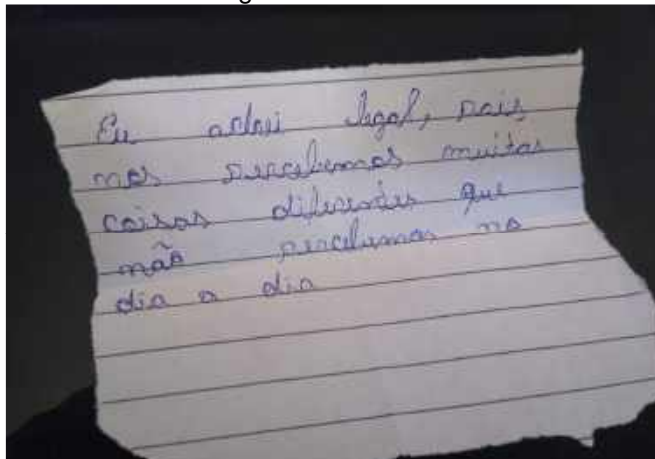 Eu achei legal, pois
nos percebemos muitas
coisas diferentes que
não percebemos no
dia a dia